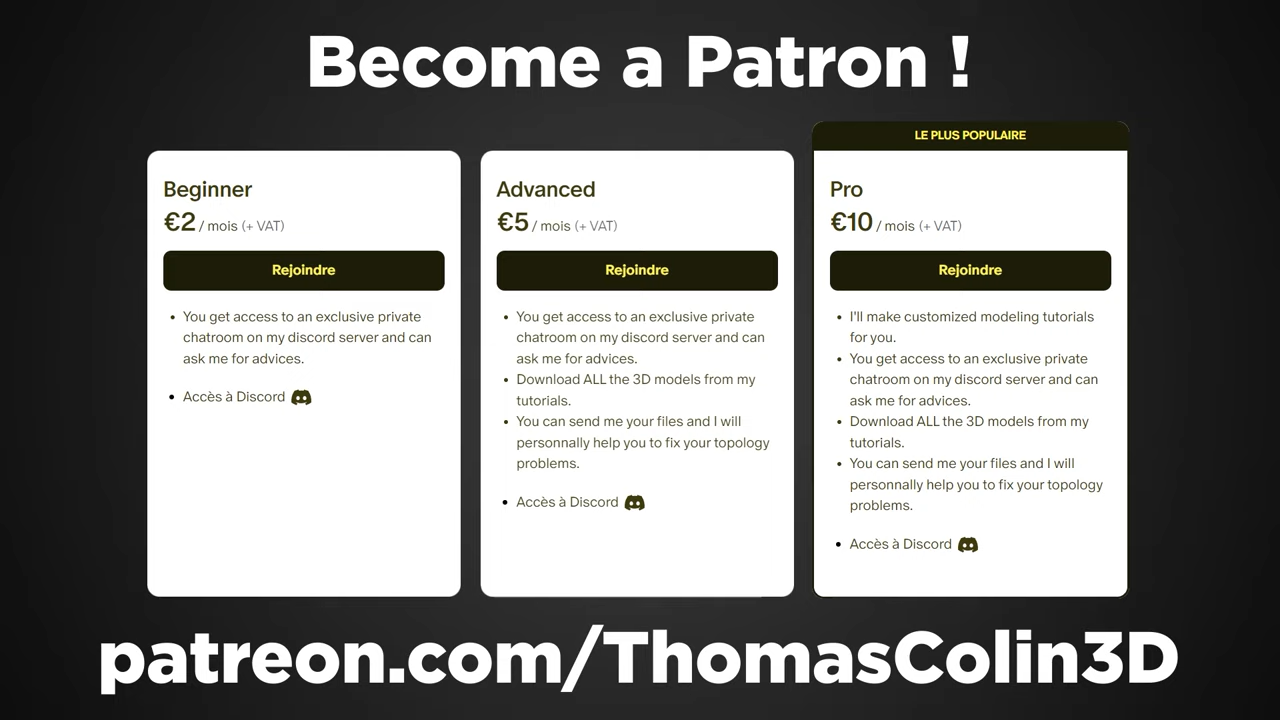 Become a Patron !
Beginner
€2 / mois (+ VAT)
Rejoindre
• You get access to an exclusive private
chatroom on my discord server and can
ask me for advices.
• Accès à Discord
Advanced
€5 / mois (+ VAT)
Rejoindre
• You get access to an exclusive private
chatroom on my discord server and can
ask me for advices.
• Download ALL the 3D models from my
tutorials.
• You can send me your files and I will
personnally help you to fix your topology
problems.
• Accès à Discord
LE PLUS POPULAIRE
Pro
€10 / mois (+ VAT)
Rejoindre
• I'll make customized modeling tutorials
for you.
• You get access to an exclusive private
chatroom on my discord server and can
ask me for advices.
• Download ALL the 3D models from my
tutorials.
• You can send me your files and I will
personnally help you to fix your topology
problems.
• Accès à Discord
patreon.com/ThomasColin3D